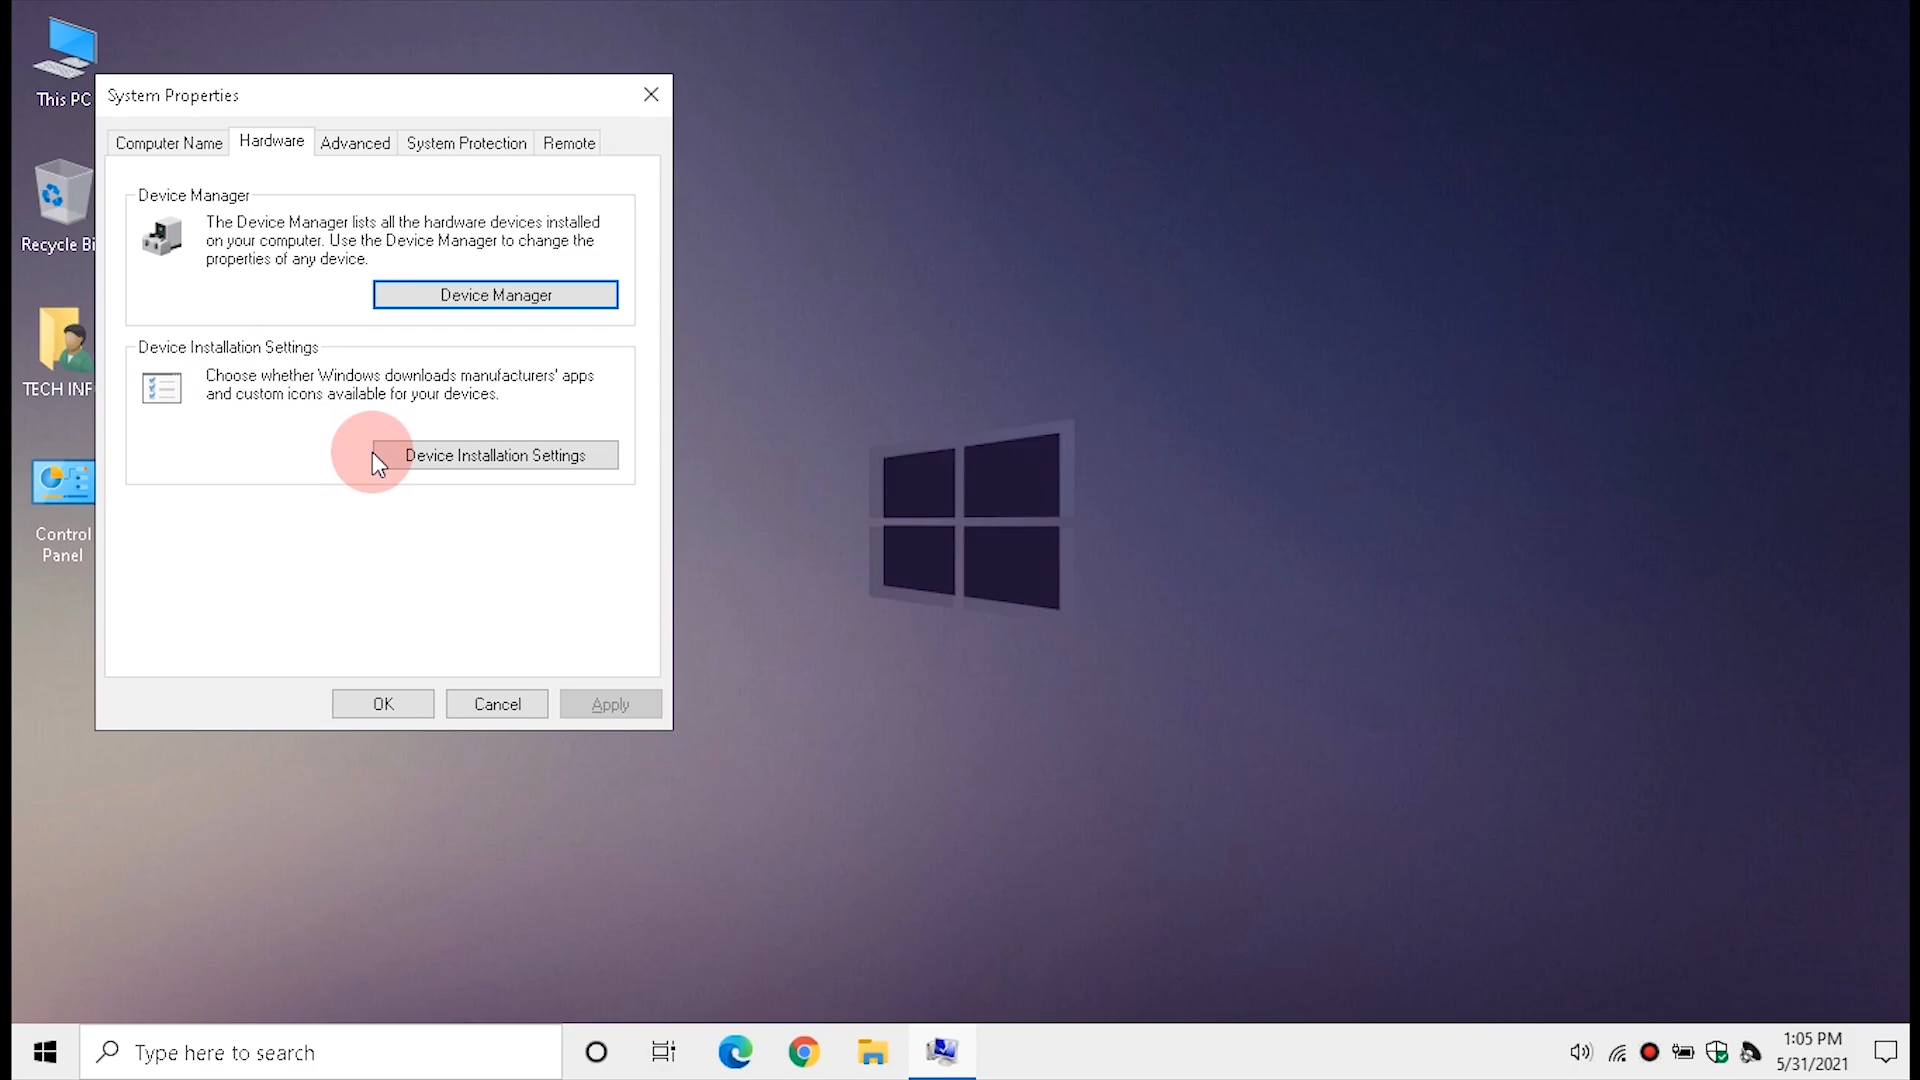 This PC
Recycle Bi
TECH INF
Control
Panel
System Properties
Computer Name
Hardware
Advanced
System Protection
Remote
Device Manager
The Device Manager lists all the hardware devices installed
on your computer. Use the Device Manager to change the
properties of any device.
Device Manager
Device Installation Settings
Choose whether Windows downloads manufacturers' apps
and custom icons available for your devices.
Device Installation Settings
OK
Cancel
Apply
Type here to search
1:05 PM
5/31/2021